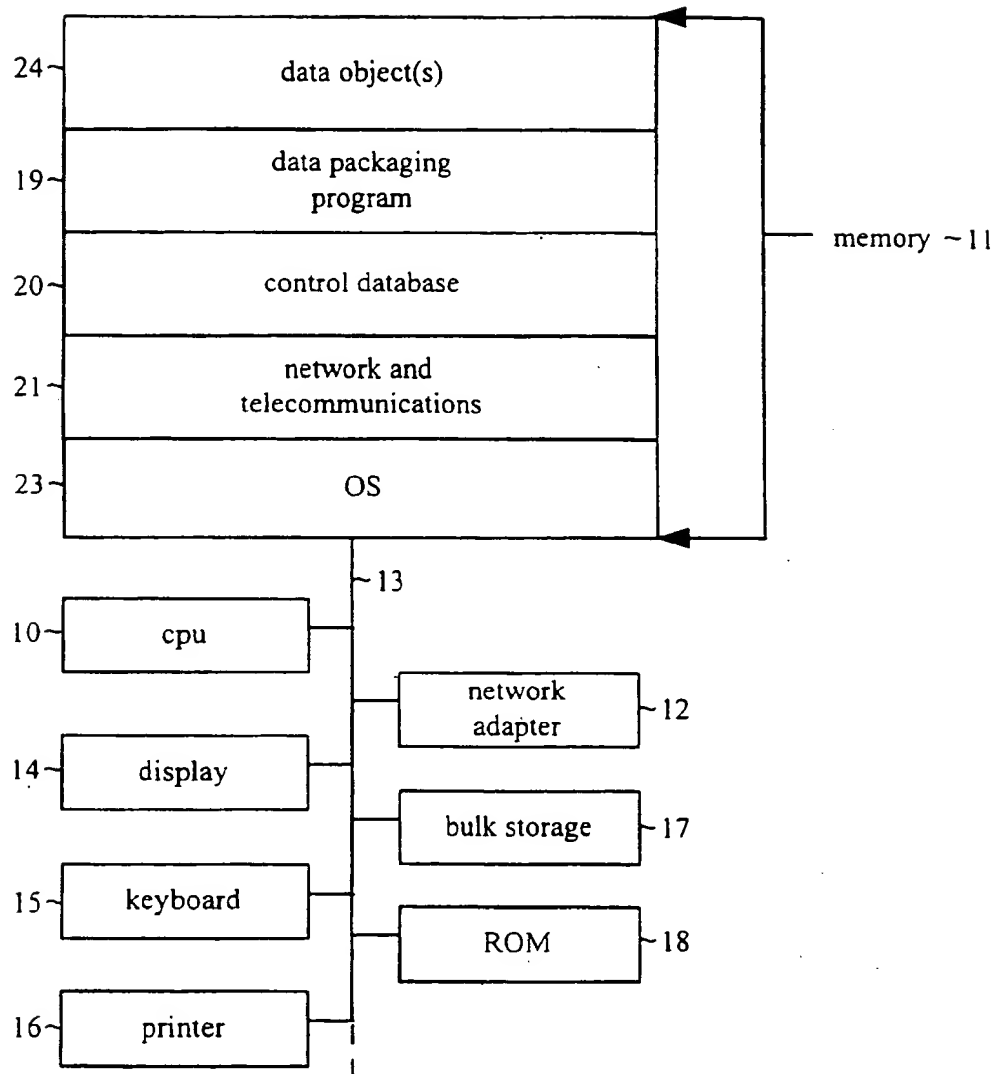 24~ data object(s)
19~ data packaging
program
memory ~11
20~ control database
21~ network and
telecommunications
23~ OS
~13
10~ cpu
network
adapter ~12
14~ display
bulk storage ~17
15~ keyboard
ROM ~18
16~ printer